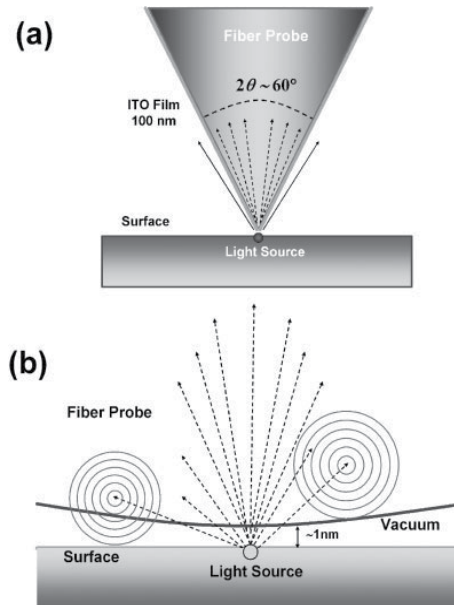 (a)
Fiber Probe
2θ ~ 60°
ITO Film
100 nm
Surface
Light Source
(b)
Fiber Probe
Vacuum
~1nm
Surface
Light Source